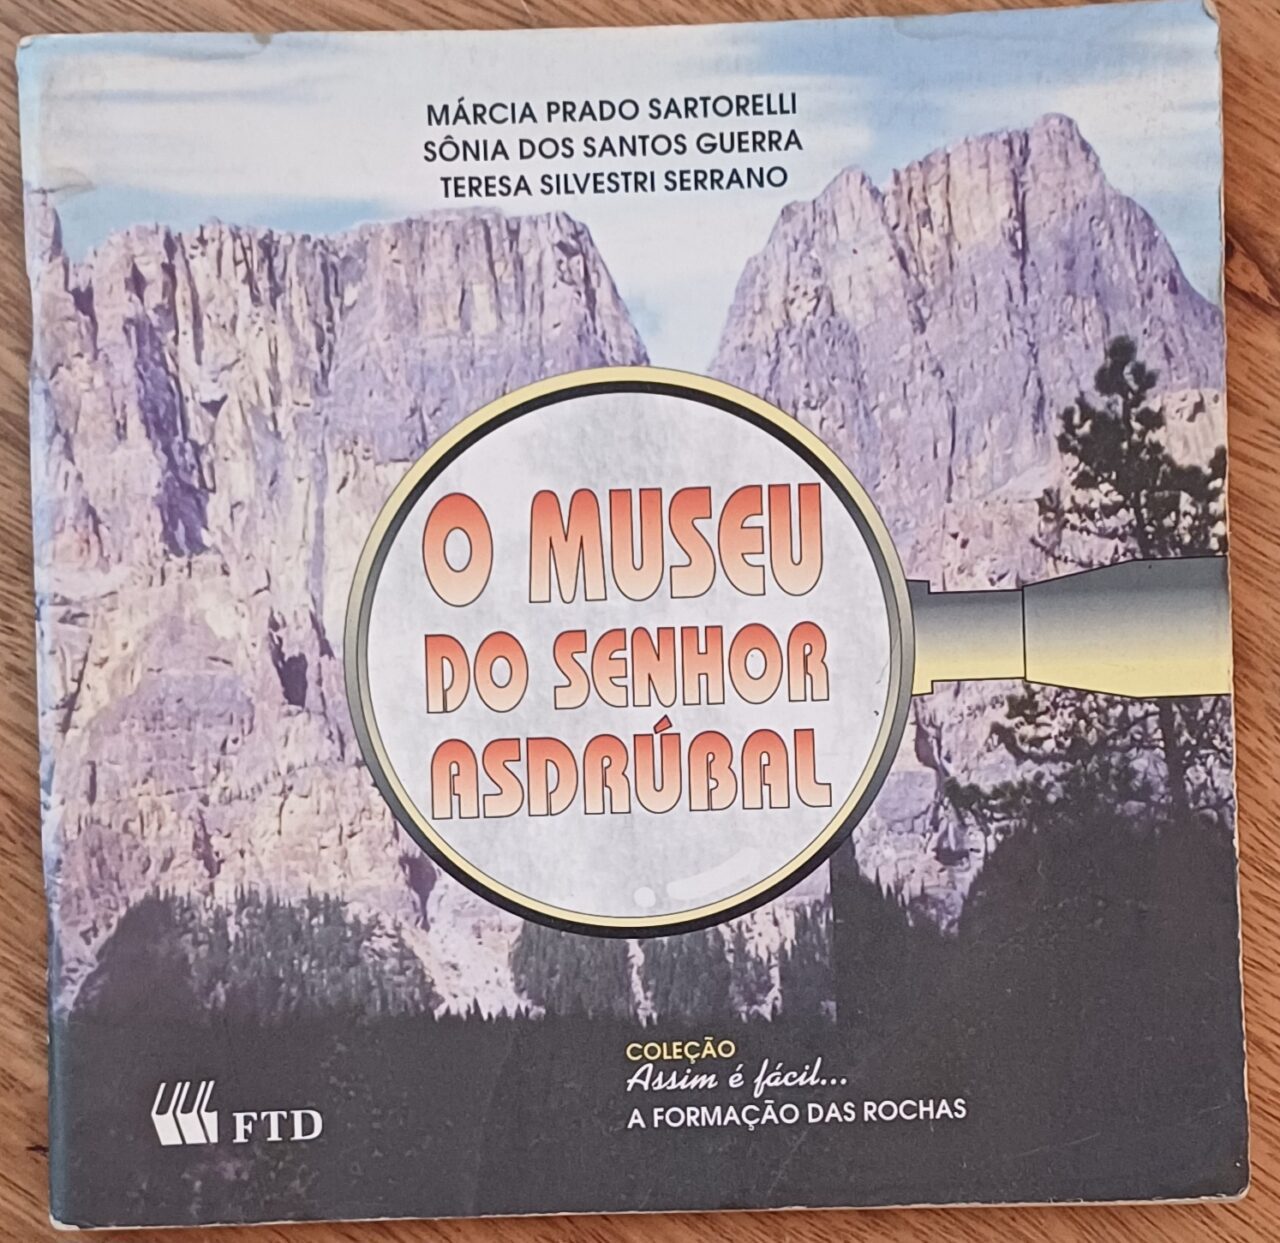 MÁRCIA PRADO SARTORELLI
SÔNIA DOS SANTOS GUERRA
TERESA SILVESTRI SERRANO
O MUSEU
DO SENHOR
ASDRÚBAL
COLEÇÃO
Assim é fácil...
A FORMAÇÃO DAS ROCHAS
FTD